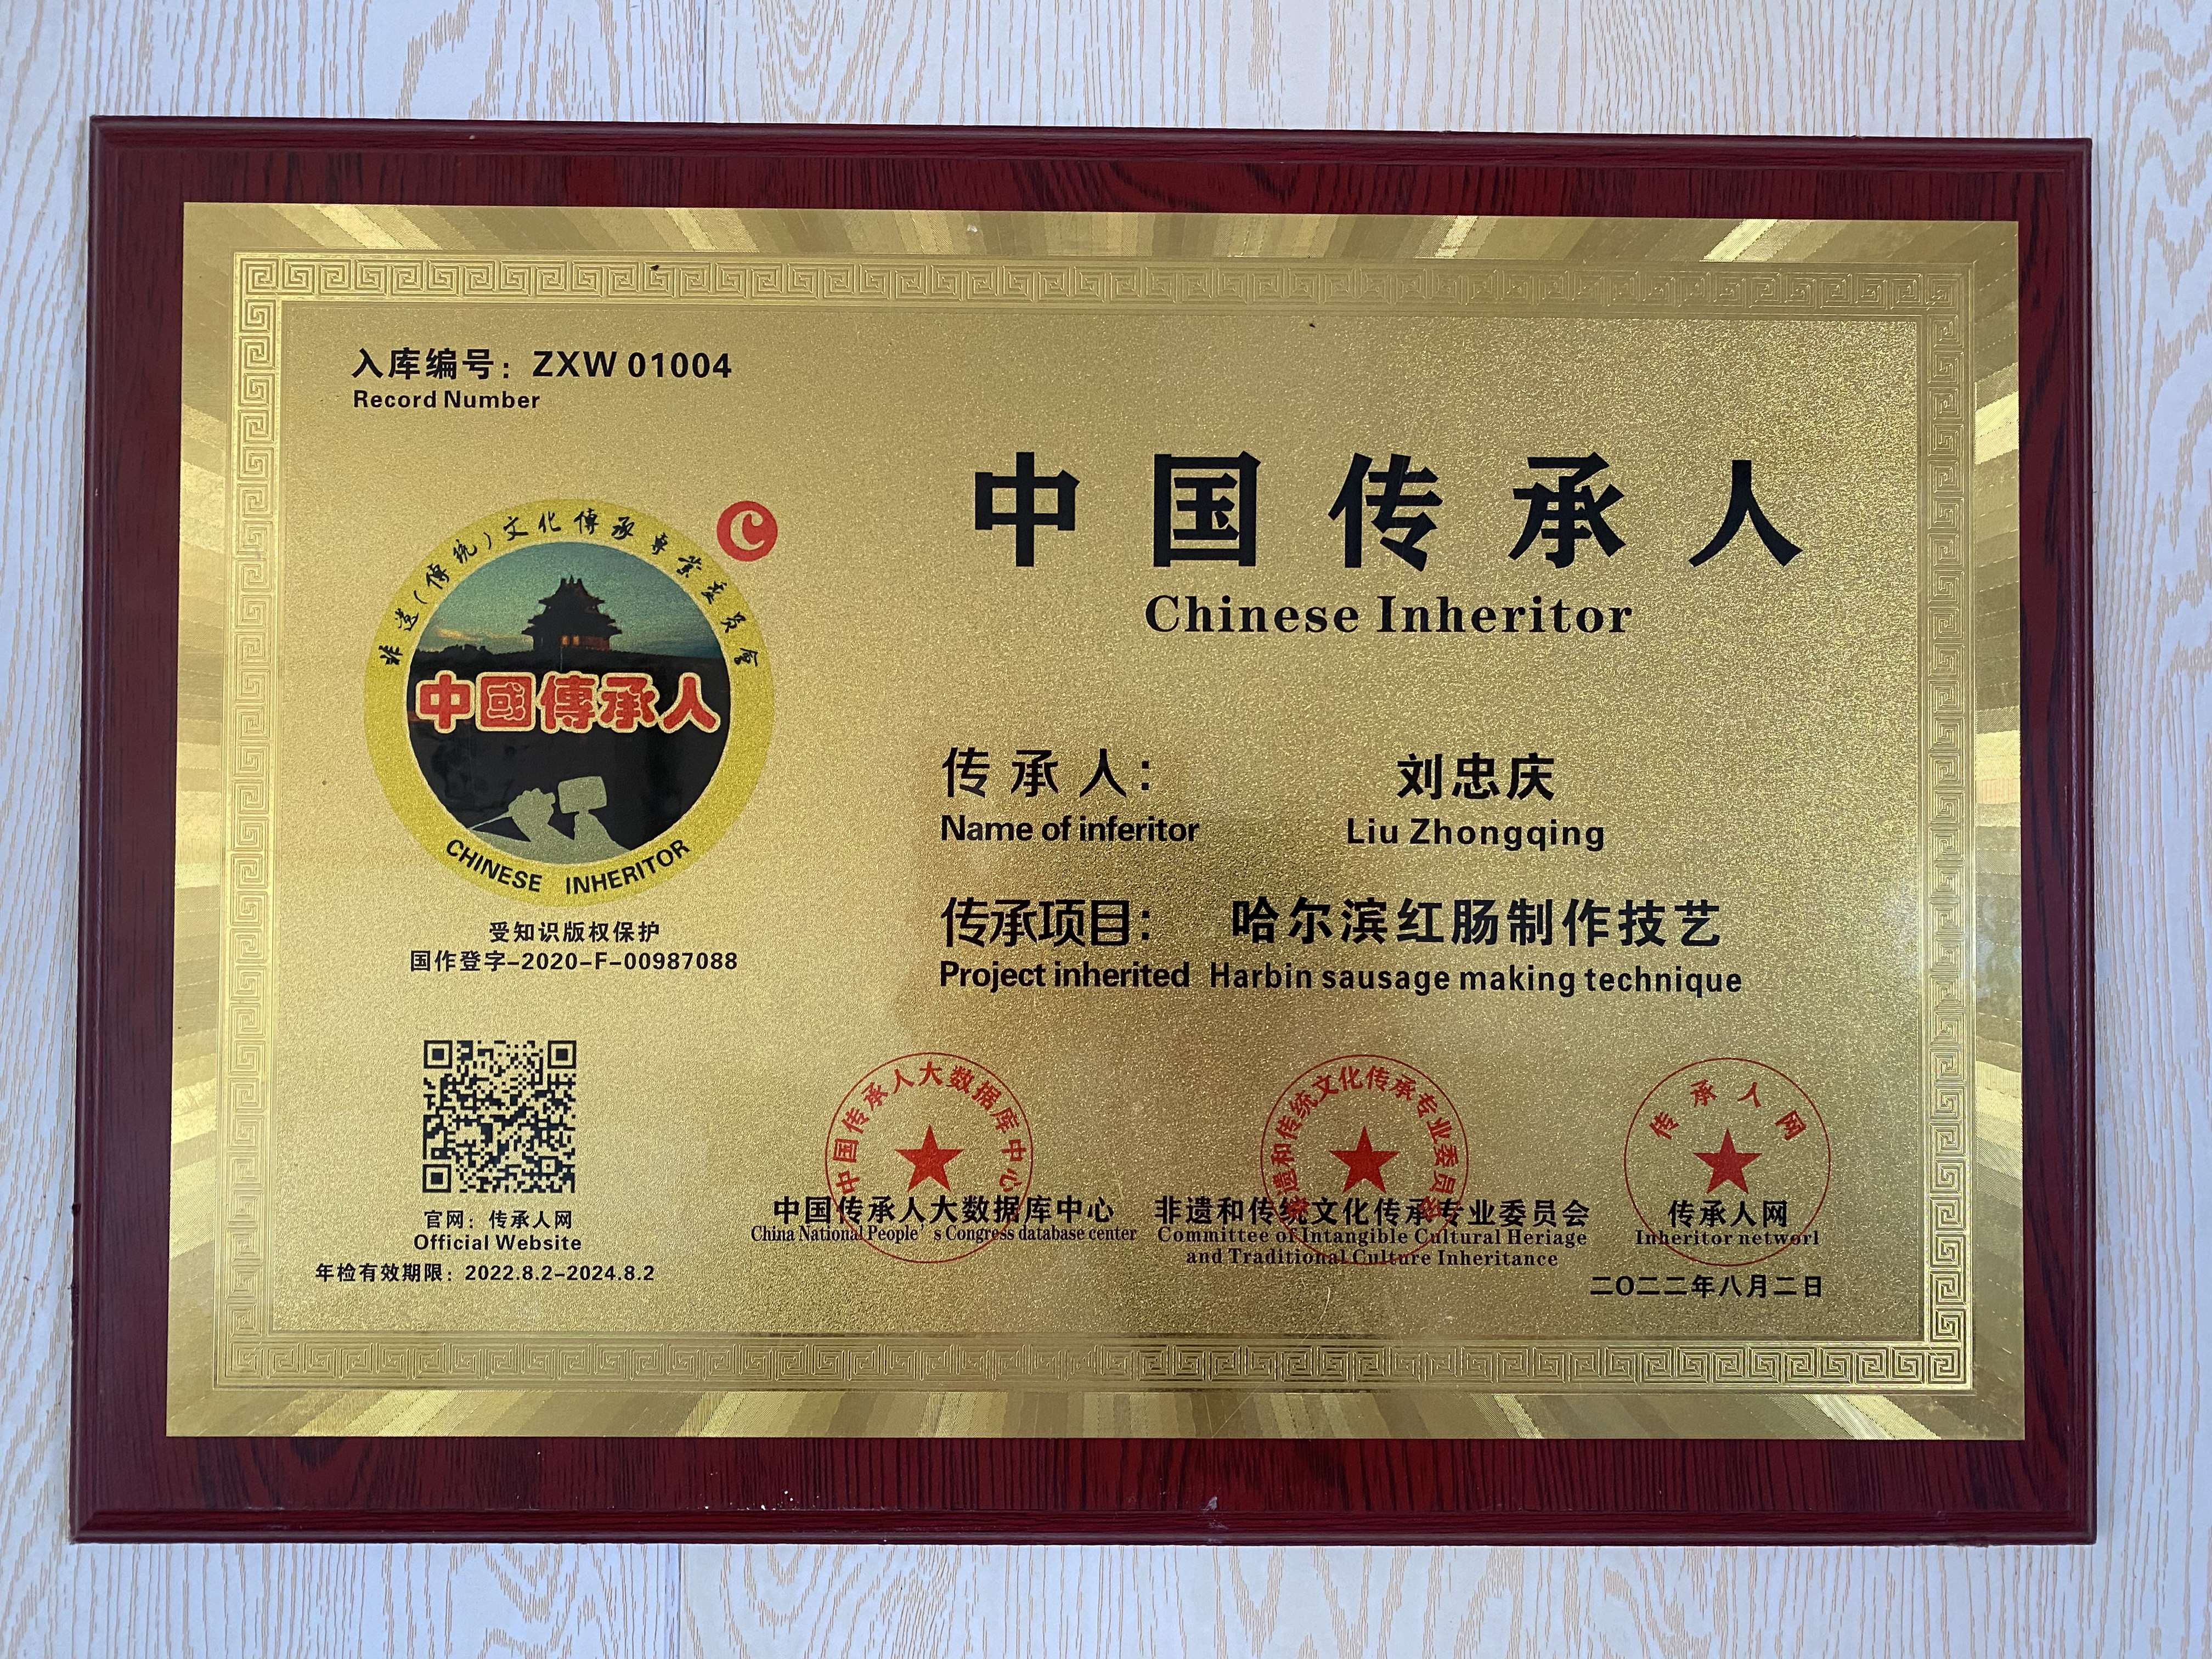 入库编号：ZXW 01004
Record Number
非遗(傳統)文化傳承專業委員會
C
中國傳承人
CHINESE INHERITOR
受知识版权保护
国作登字-2020-F-00987088
官网：传承人网
Official Website
年检有效期限：2022.8.2-2024.8.2
中国传承人
Chinese Inheritor
传承人： 刘忠庆
Name of inferitor Liu Zhongqing
传承项目： 哈尔滨红肠制作技艺
Project inherited Harbin sausage making technique
中国传承人大数据库中心
中国传承人大数据库中心
China National People's Congress database center
非遗和传统文化传承专业委员会
非遗和传统文化传承专业委员会
Committee of Intangible Cultural Heriage
and Traditional Culture Inheritance
传承人网
传承人网
Inheritor networl
二〇二二年八月二日